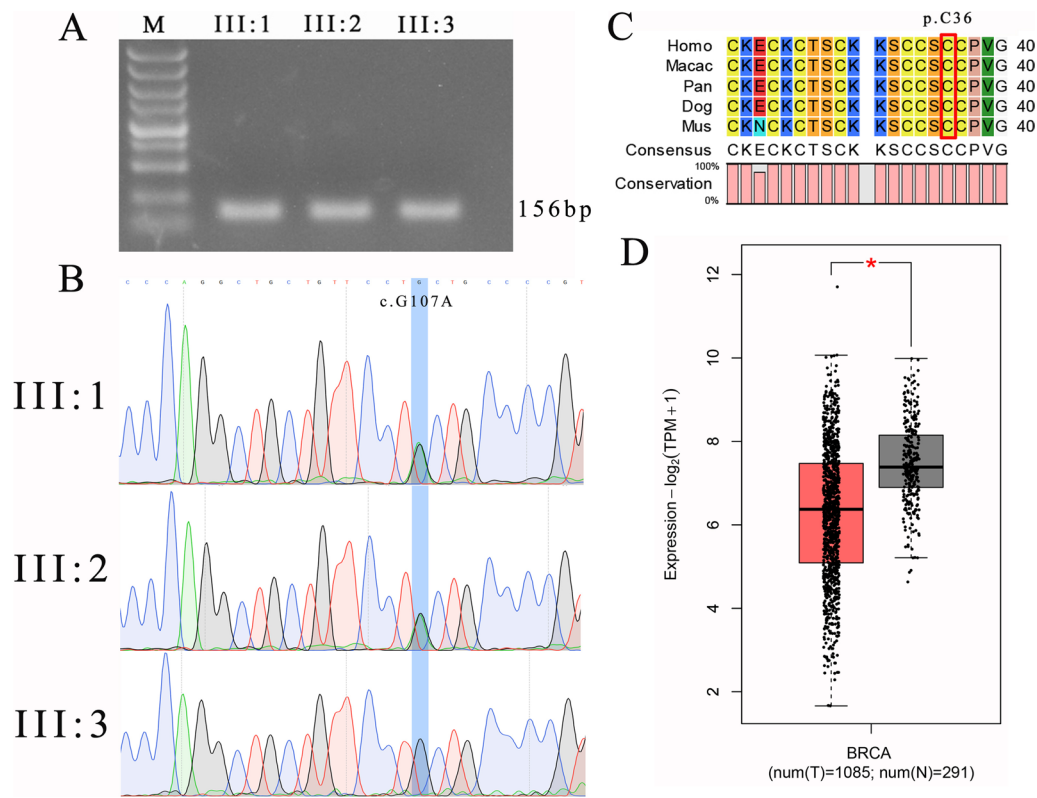 A
M III:1 III:2 III:3
156bp
B
C C C A G G C T G C T G T T C C T G C T G C C C C G T
c.G107A
III:1
III:2
III:3
C
p.C36
Homo CKECKCTSCK KSCCSCCPVG 40
Macac CKECKCTSCK KSCCSCCPVG 40
Pan CKECKCTSCK KSCCSCCPVG 40
Dog CKECKCTSCK KSCCSCCPVG 40
Mus CKNCKCTSCK KSCCSCCPVG 40
Consensus CKECKCTSCK KSCCSCCPVG
100%
Conservation
0%
D
*
Expression − log₂(TPM + 1)
12
10
8
6
4
2
BRCA
(num(T)=1085; num(N)=291)